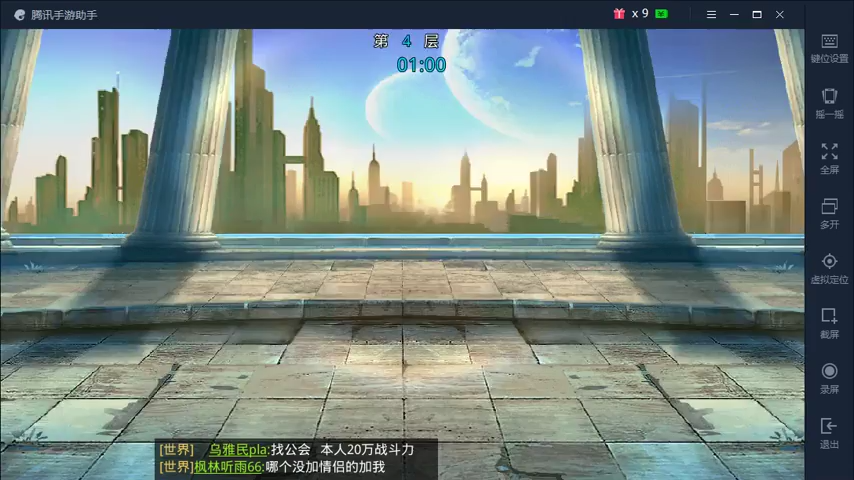 腾讯手游助手
x 9
第 4 层
01:00
键位设置
摇一摇
全屏
多开
虚拟定位
截屏
录屏
退出
[世界] 乌雅民pla:找公会 本人20万战斗力
[世界]枫林听雨66:哪个没加情侣的加我